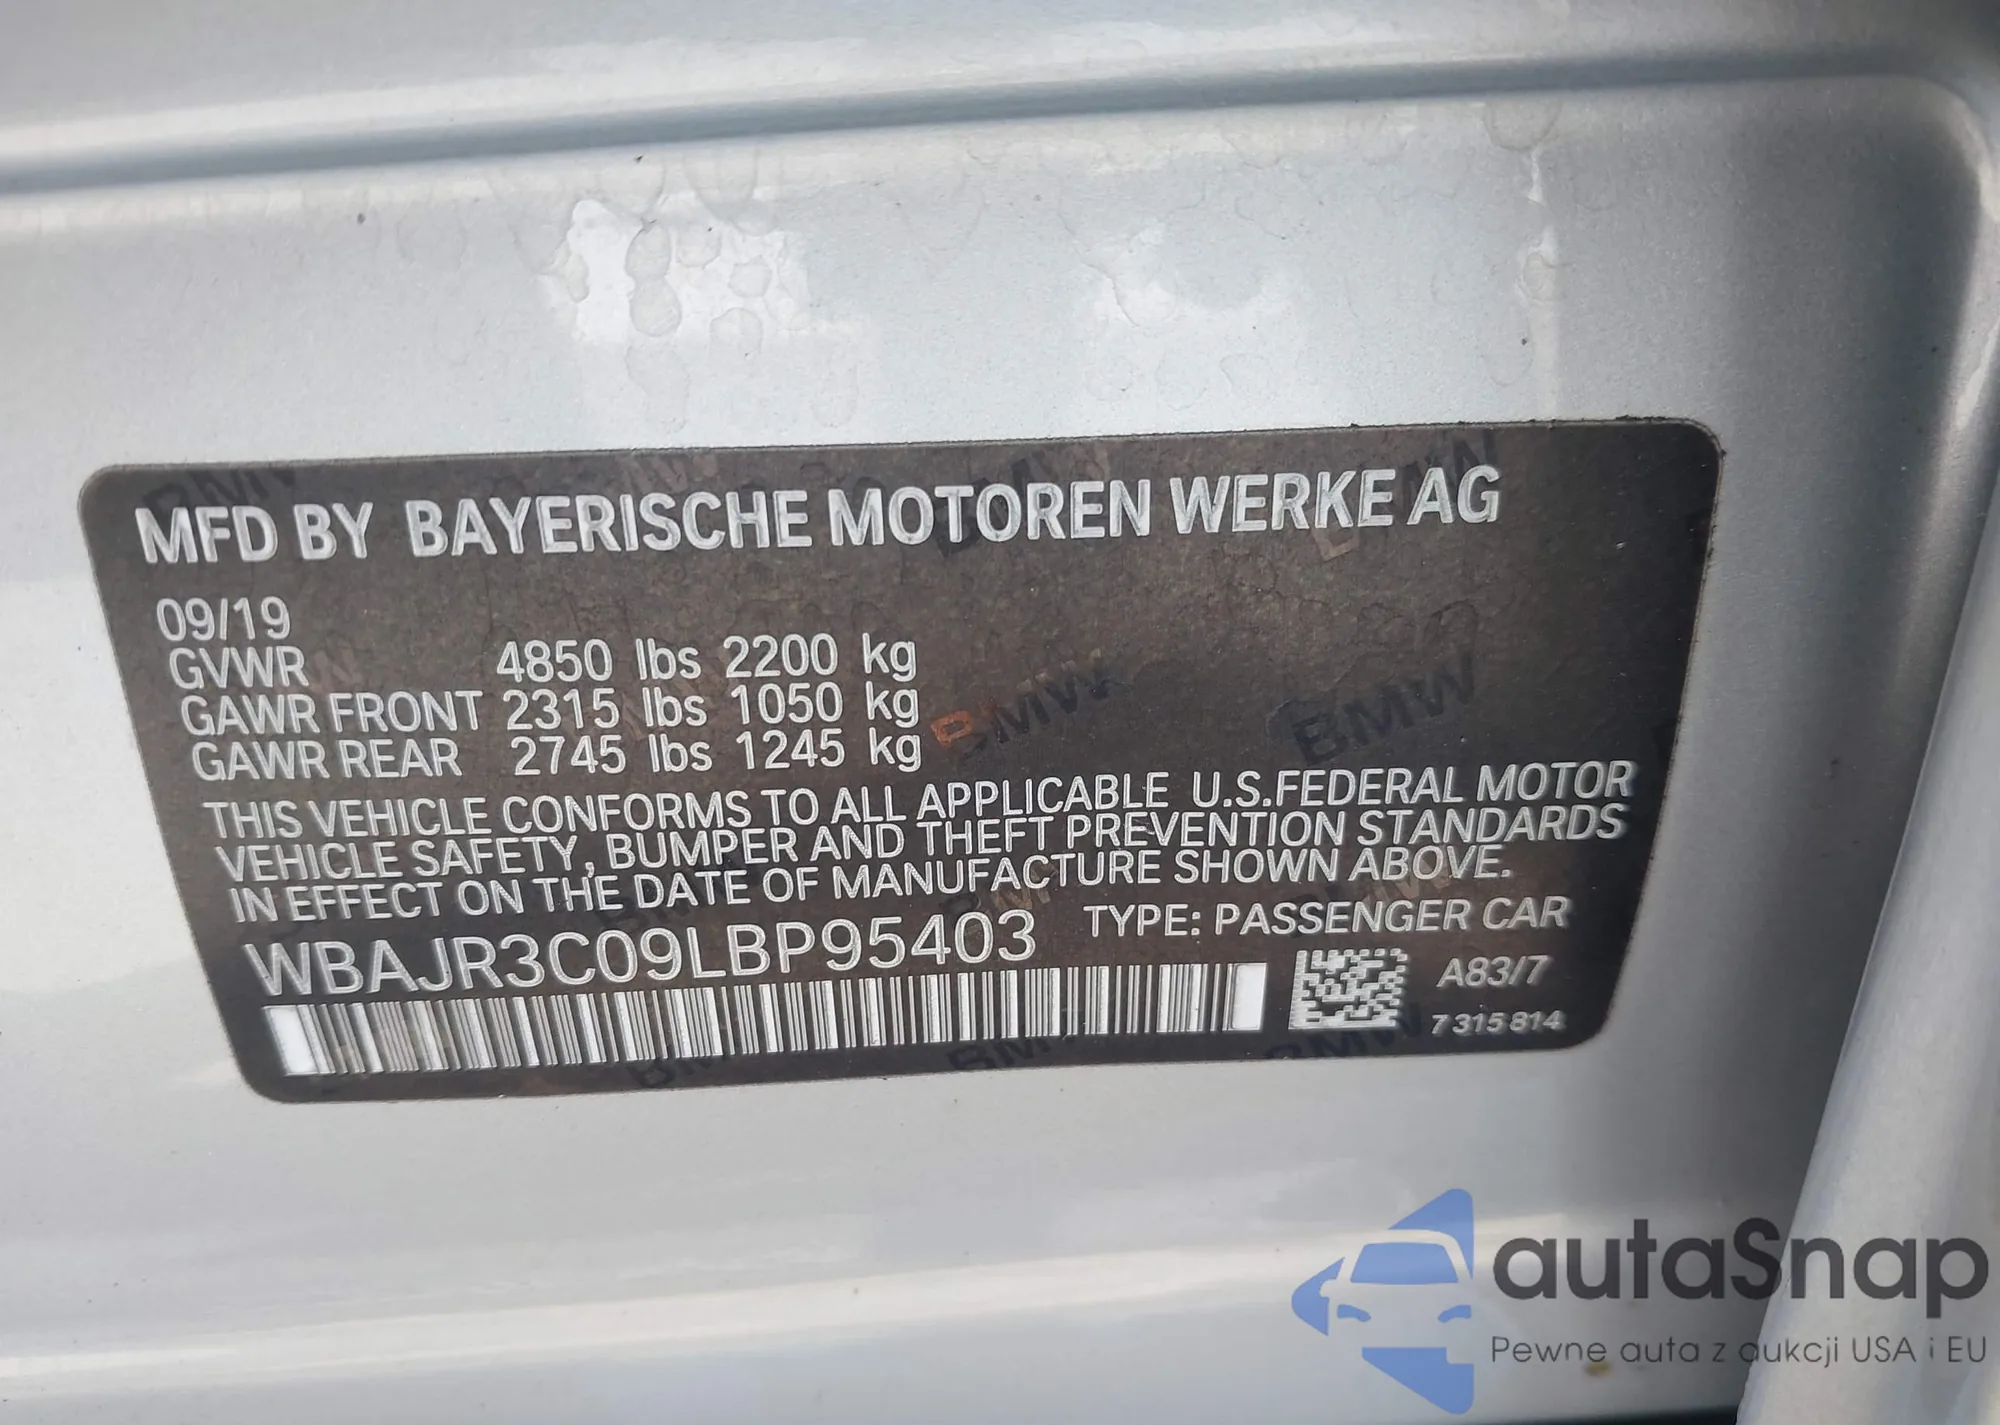 MFD BY BAYERISCHE MOTOREN WERKE AG
09/19
GVWR 4850 lbs 2200 kg
GAWR FRONT 2315 lbs 1050 kg
GAWR REAR 2745 lbs 1245 kg
THIS VEHICLE CONFORMS TO ALL APPLICABLE U.S.FEDERAL MOTOR
VEHICLE SAFETY, BUMPER AND THEFT PREVENTION STANDARDS
IN EFFECT ON THE DATE OF MANUFACTURE SHOWN ABOVE.
WBAJR3C09LBP95403 TYPE: PASSENGER CAR
A83/7
7315814
autaSnap
Pewne auta z aukcji USA i EU